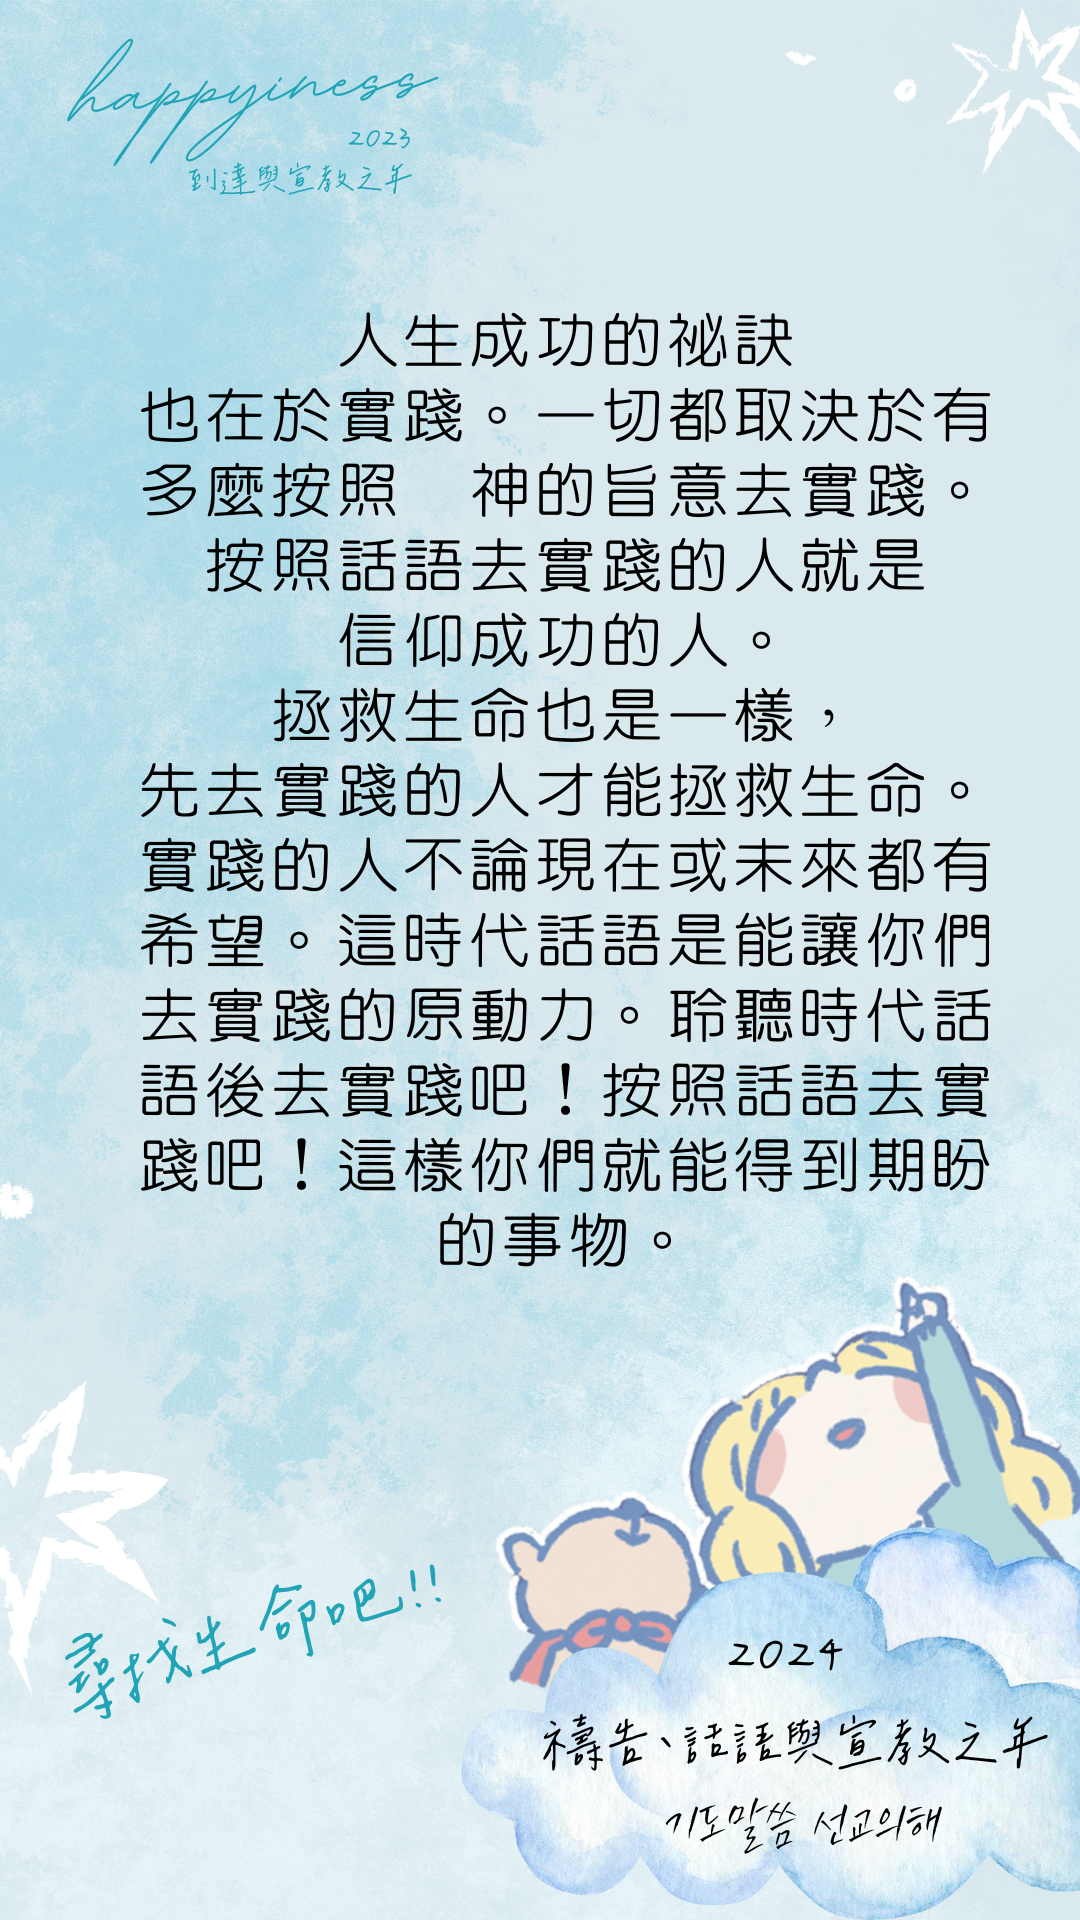 happyiness
2023
到達與宣教之年
人生成功的祕訣
也在於實踐。一切都取決於有
多麼按照　神的旨意去實踐。
按照話語去實踐的人就是
信仰成功的人。
拯救生命也是一樣，
先去實踐的人才能拯救生命。
實踐的人不論現在或未來都有
希望。這時代話語是能讓你們
去實踐的原動力。聆聽時代話
語後去實踐吧！按照話語去實
踐吧！這樣你們就能得到期盼
的事物。
尋找生命吧!!
2024
禱告、話語與宣教之年
기도말씀 선교의해